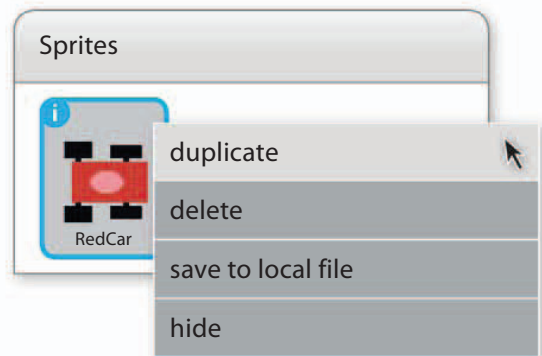 Sprites
i
duplicate
delete
RedCar
save to local file
hide